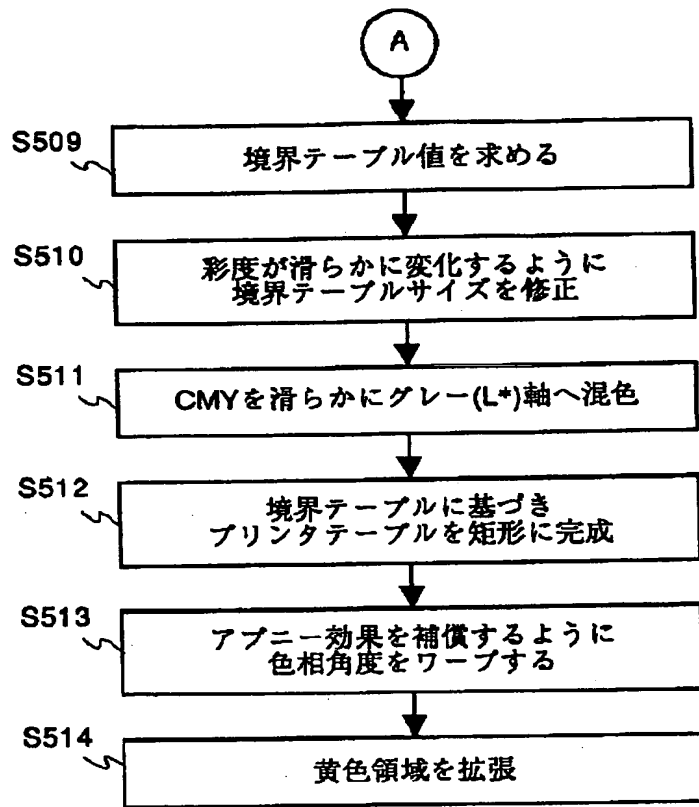 A
S509
境界テーブル値を求める
S510
彩度が滑らかに変化するように
境界テーブルサイズを修正
S511
CMYを滑らかにグレー(L*)軸へ混色
S512
境界テーブルに基づき
プリンタテーブルを矩形に完成
S513
アブニー効果を補償するように
色相角度をワープする
S514
黄色領域を拡張